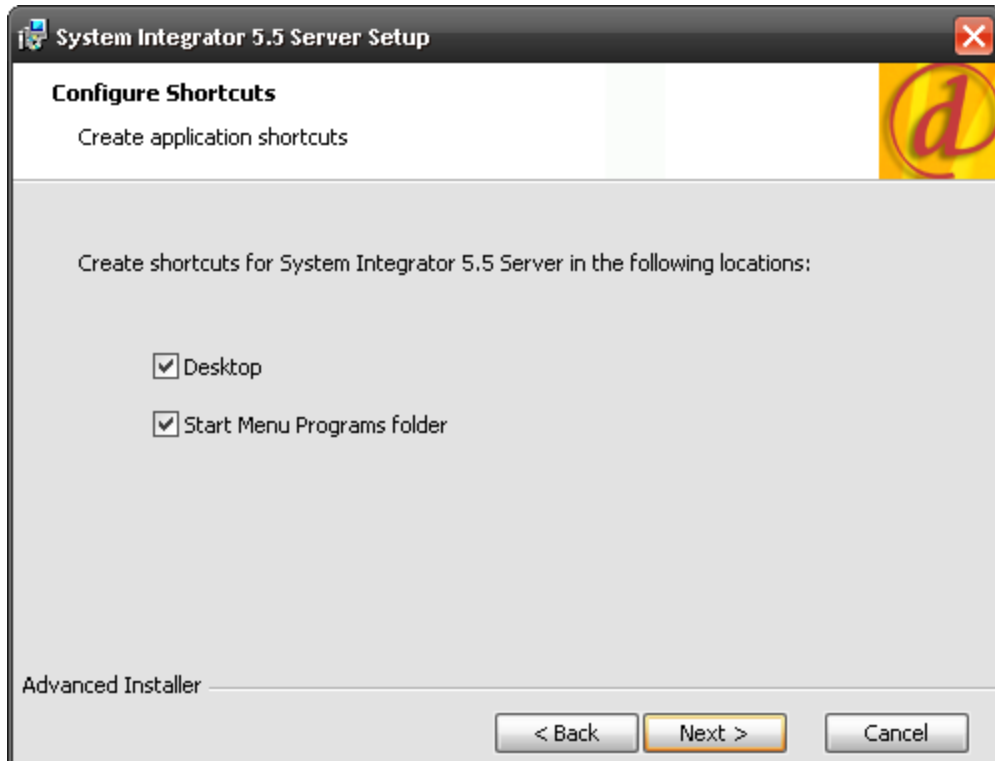 System Integrator 5.5 Server Setup
Configure Shortcuts
Create application shortcuts
d
Create shortcuts for System Integrator 5.5 Server in the following locations:
Desktop
Start Menu Programs folder
Advanced Installer
< Back Next > Cancel